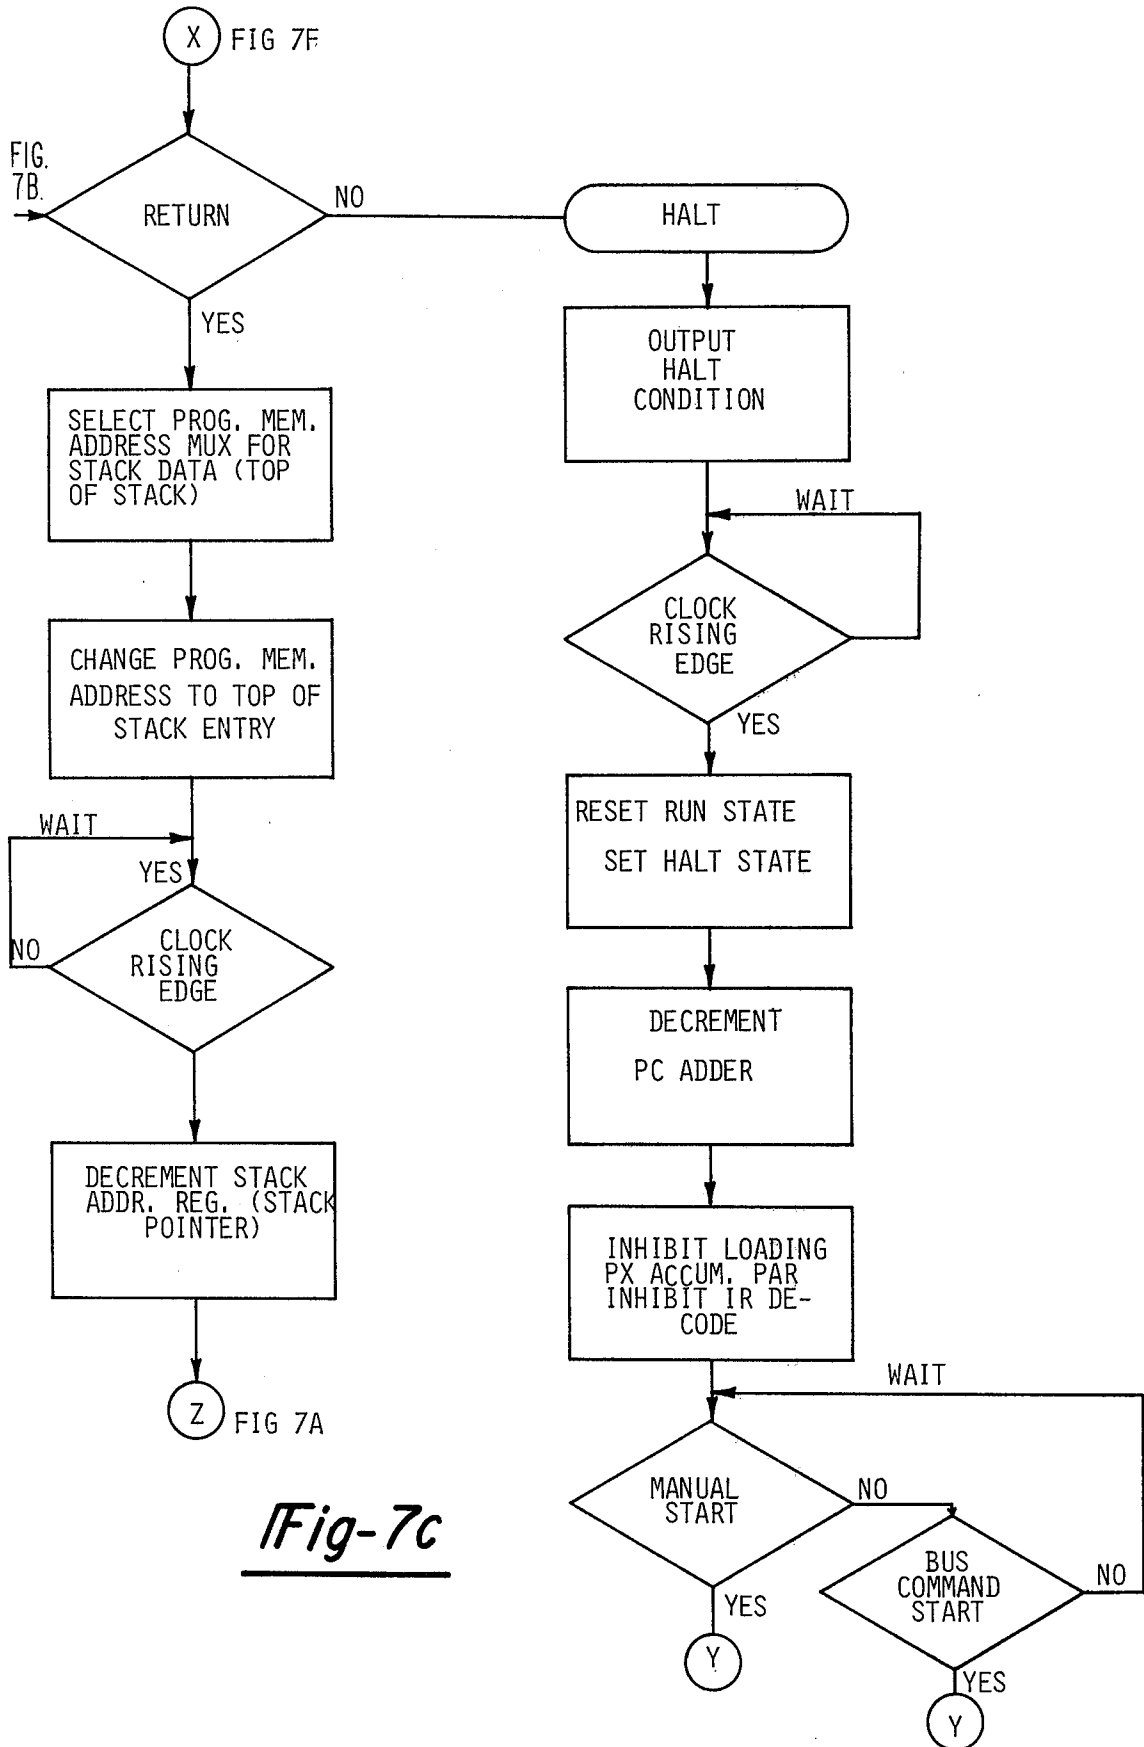 X FIG 7F
FIG.
7B.
RETURN
NO
HALT
YES
OUTPUT
HALT
CONDITION
SELECT PROG. MEM.
ADDRESS MUX FOR
STACK DATA (TOP
OF STACK)
WAIT
CLOCK
RISING
EDGE
YES
CHANGE PROG. MEM.
ADDRESS TO TOP OF
STACK ENTRY
RESET RUN STATE
SET HALT STATE
WAIT
YES
NO
CLOCK
RISING
EDGE
DECREMENT
PC ADDER
DECREMENT STACK
ADDR. REG. (STACK
POINTER)
INHIBIT LOADING
PX ACCUM. PAR
INHIBIT IR DE-
CODE
Z FIG 7A
WAIT
MANUAL
START
NO
BUS
COMMAND
START
NO
YES
Y
YES
Y
Fig-7c